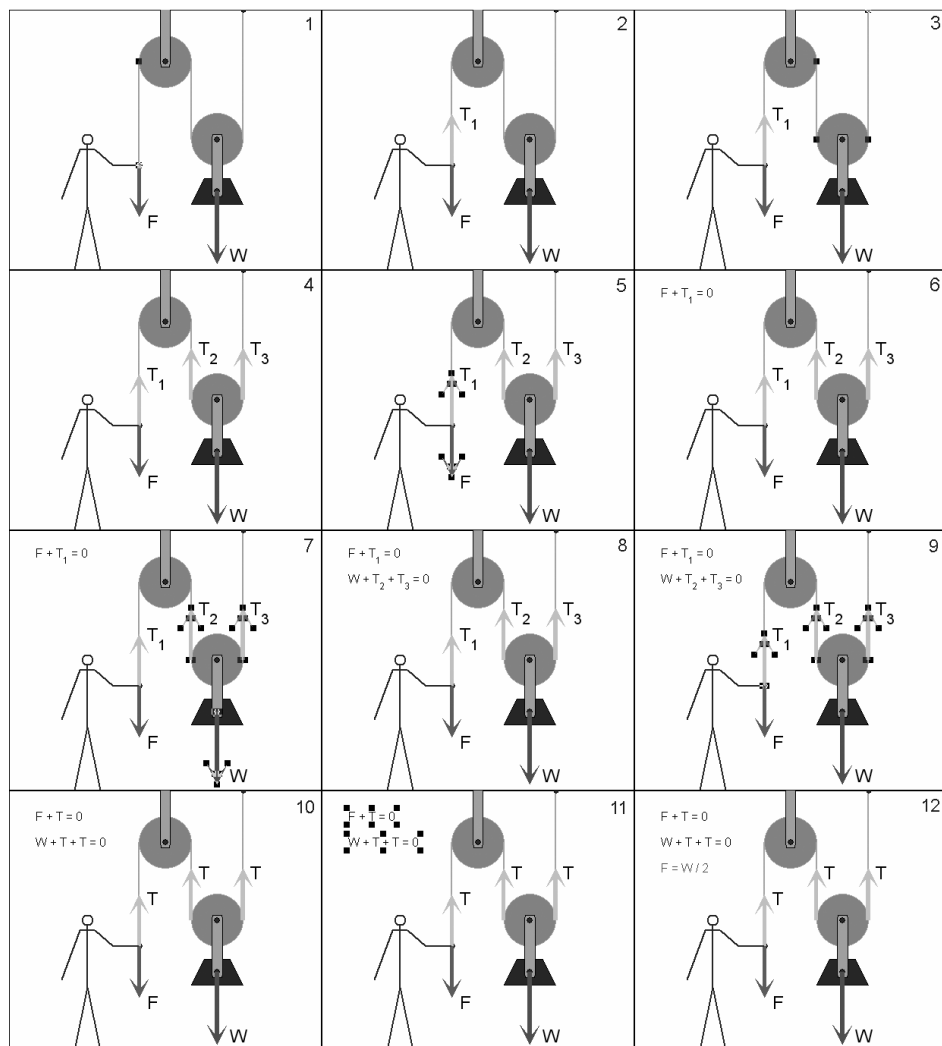 1
F
W
2
T1
F
W
3
T1
F
W
4
T2
T3
T1
F
W
5
T2
T3
T1
F
W
6
F + T1 = 0
T2
T3
T1
F
W
7
F + T1 = 0
T2
T3
T1
F
W
8
F + T1 = 0
W + T2 + T3 = 0
T2
T3
T1
F
W
9
F + T1 = 0
W + T2 + T3 = 0
T2
T3
T1
F
W
10
F + T = 0
W + T + T = 0
T
T
T
F
W
11
F + T = 0
W + T + T = 0
T
T
T
F
W
12
F + T = 0
W + T + T = 0
F = W / 2
T
T
T
F
W